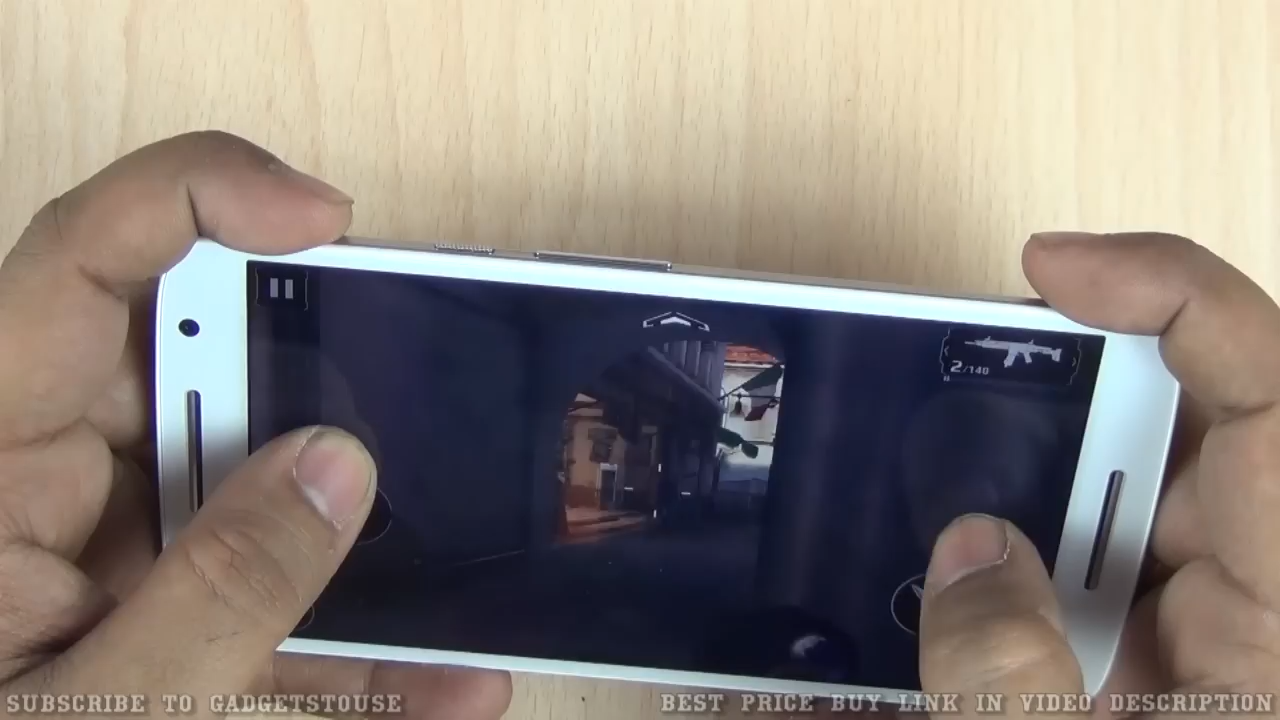 2/140
SUBSCRIBE TO GADGETSTOUSE
BEST PRICE BUY LINK IN VIDEO DESCRIPTION